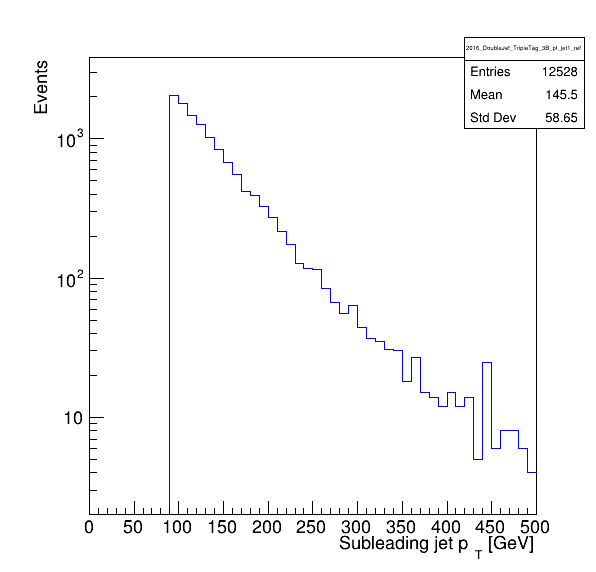 2016_DoubleJet_TripleTag_3B_pt_jet1_ref
Entries 12528
Mean 145.5
Std Dev 58.65
Events
10³
10²
10
0 50 100 150 200 250 300 350 400 450 500
Subleading jet p_T [GeV]